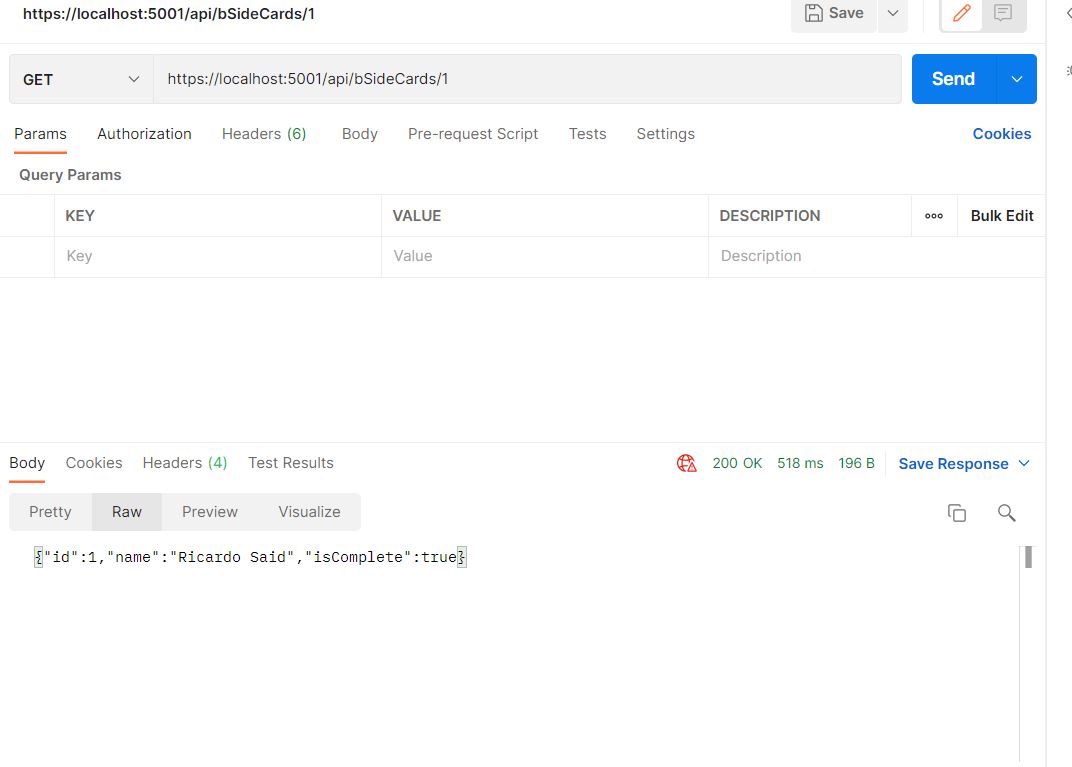 https://localhost:5001/api/bSideCards/1 Save
GET https://localhost:5001/api/bSideCards/1 Send
Params Authorization Headers (6) Body Pre-request Script Tests Settings Cookies
Query Params
KEY VALUE DESCRIPTION ooo Bulk Edit
Key Value Description
Body Cookies Headers (4) Test Results 200 OK 518 ms 196 B Save Response
Pretty Raw Preview Visualize
{"id":1,"name":"Ricardo Said","isComplete":true}